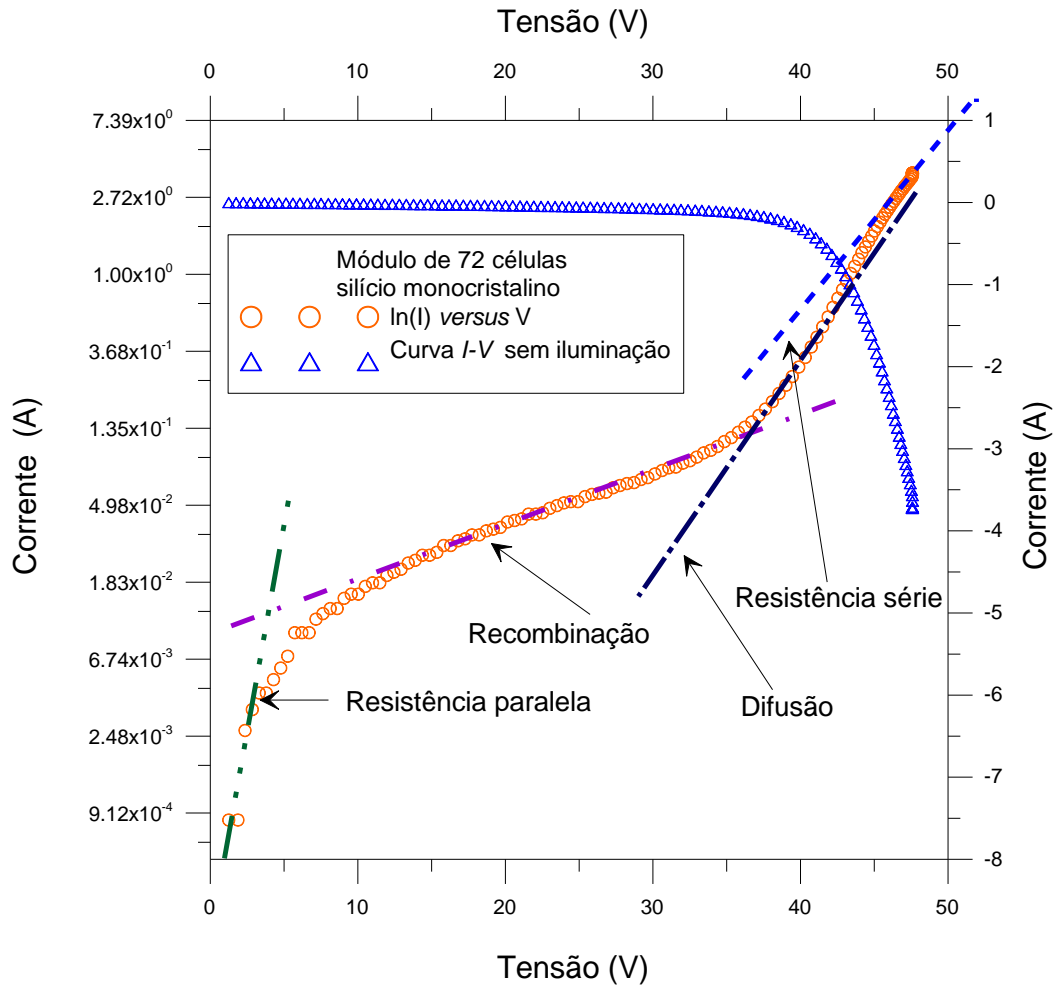 Tensão (V)
0 10 20 30 40 50
7.39x10⁰
2.72x10⁰
1.00x10⁰
3.68x10⁻¹
1.35x10⁻¹
4.98x10⁻²
1.83x10⁻²
6.74x10⁻³
2.48x10⁻³
9.12x10⁻⁴
Corrente (A)
Módulo de 72 células
silício monocristalino
ln(I) versus V
Curva I-V sem iluminação
Resistência série
Recombinação
Resistência paralela
Difusão
1
0
-1
-2
-3
-4
-5
-6
-7
-8
Corrente (A)
0 10 20 30 40 50
Tensão (V)